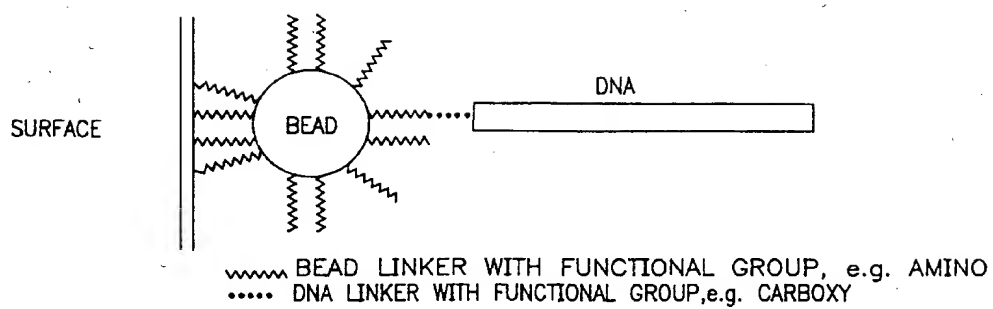 DNA
SURFACE
BEAD
BEAD LINKER WITH FUNCTIONAL GROUP, e.g. AMINO
DNA LINKER WITH FUNCTIONAL GROUP,e.g. CARBOXY